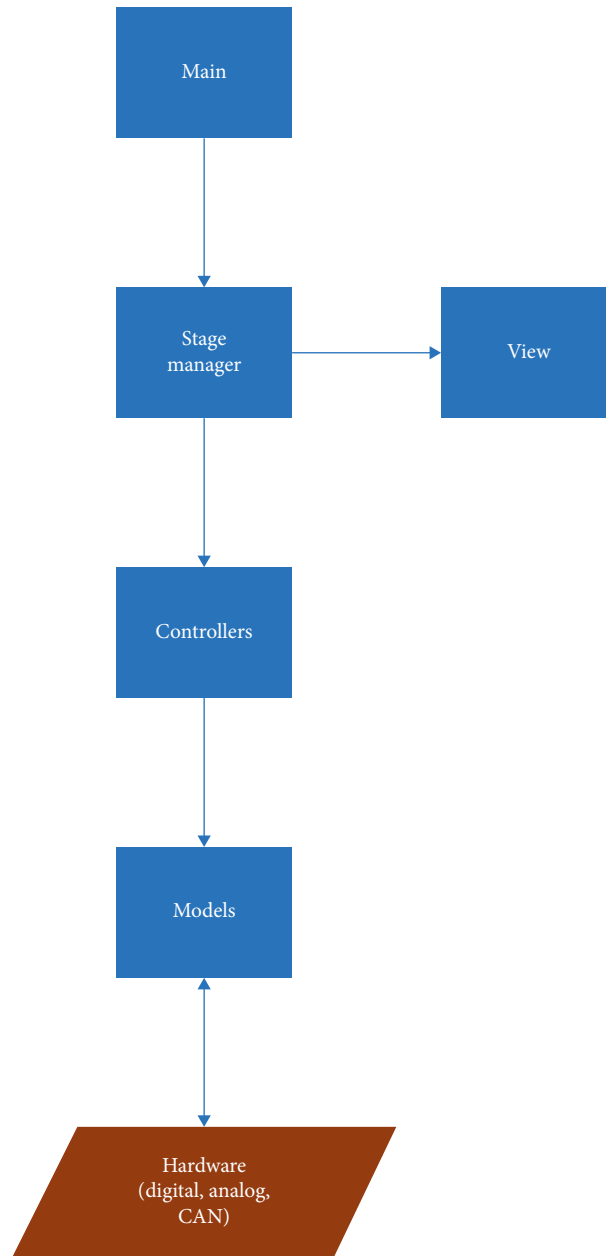 Main
Stage
manager
View
Controllers
Models
Hardware
(digital, analog,
CAN)